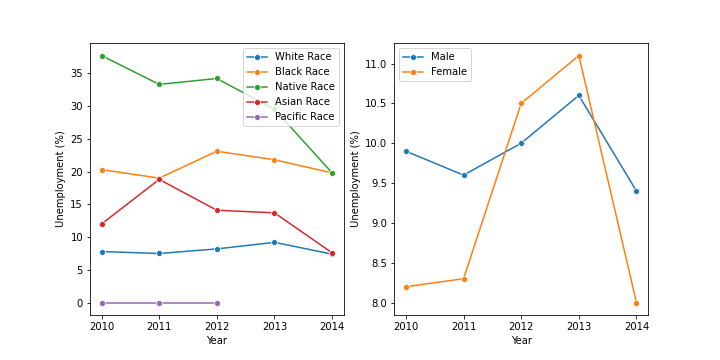 White Race
Black Race
Native Race
Asian Race
Pacific Race
Unemployment (%)
35
30
25
20
15
10
5
0
2010 2011 2012 2013 2014
Year
Male
Female
Unemployment (%)
11.0
10.5
10.0
9.5
9.0
8.5
8.0
2010 2011 2012 2013 2014
Year